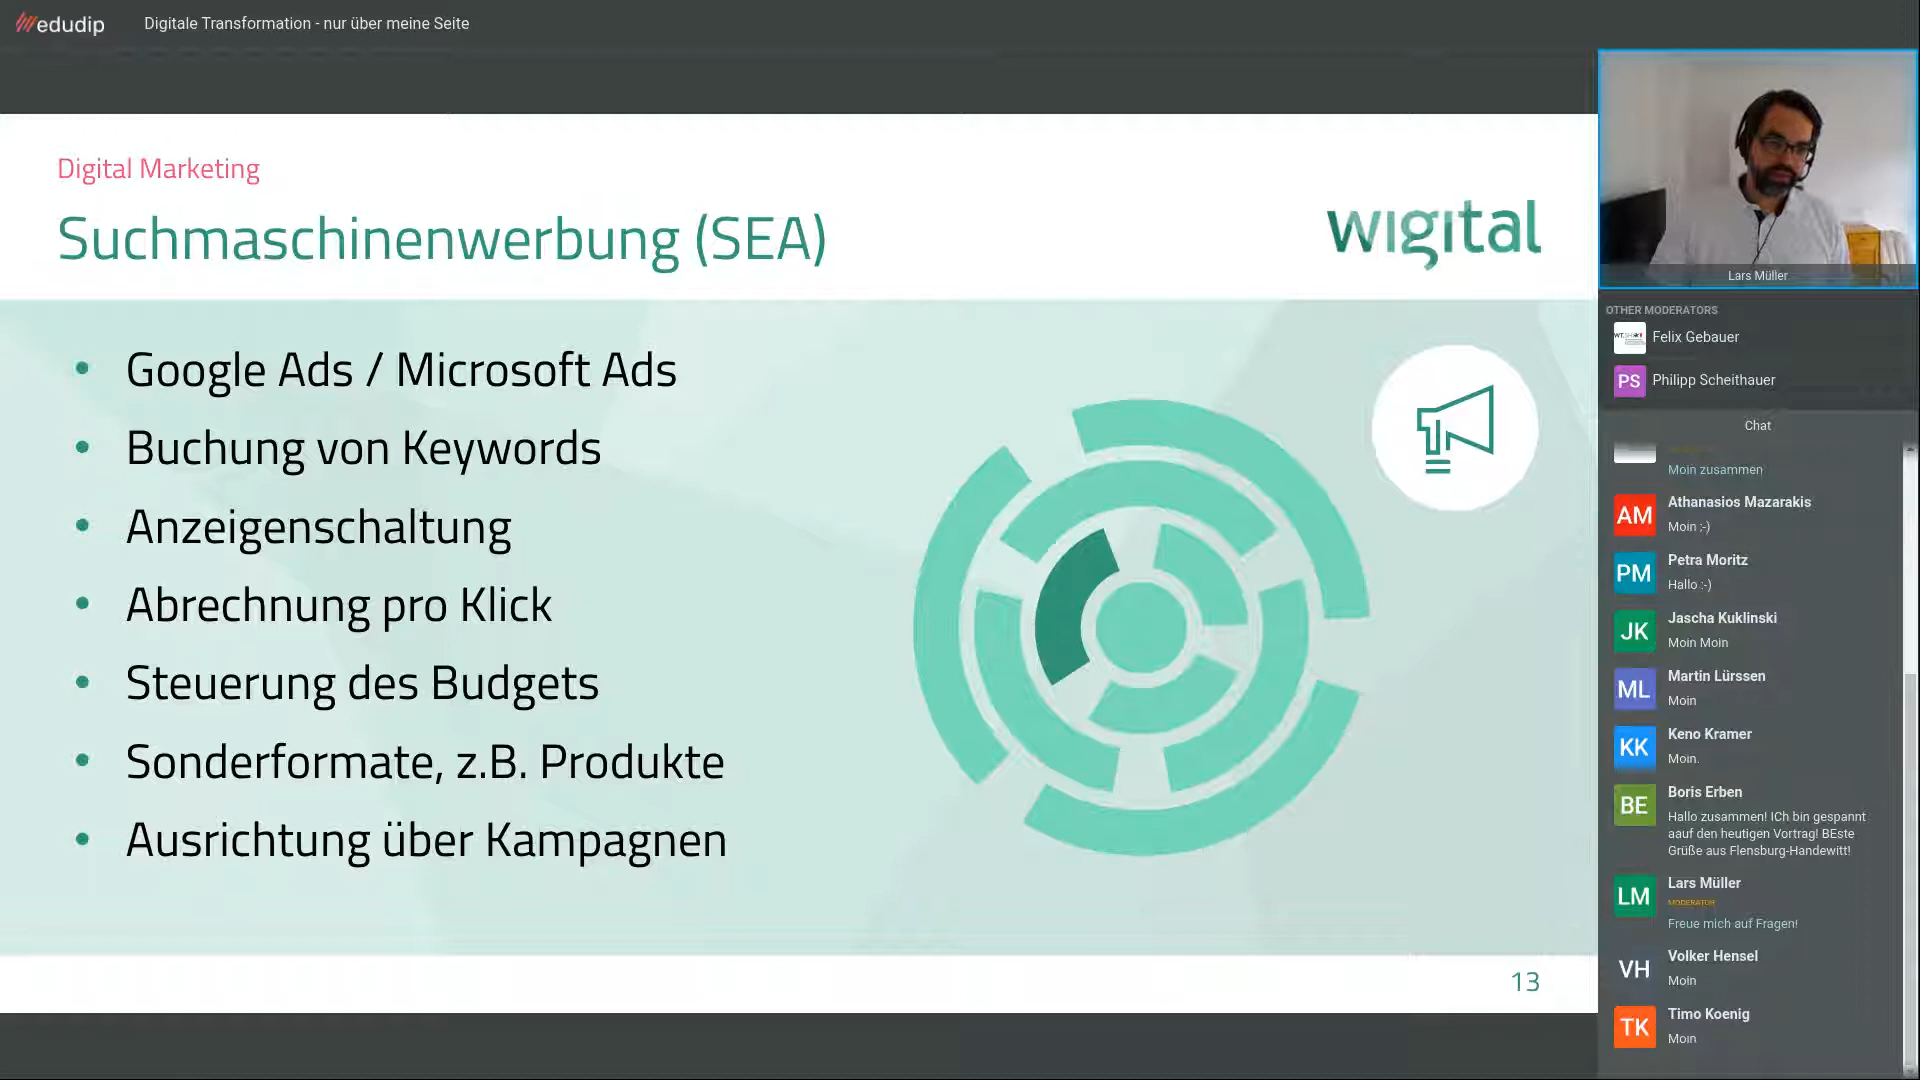 edudip
Digitale Transformation - nur über meine Seite
Digital Marketing
Suchmaschinenwerbung (SEA)
wigital
• Google Ads / Microsoft Ads
• Buchung von Keywords
• Anzeigenschaltung
• Abrechnung pro Klick
• Steuerung des Budgets
• Sonderformate, z.B. Produkte
• Ausrichtung über Kampagnen
13
Lars Müller
OTHER MODERATORS
Felix Gebauer
PS Philipp Scheithauer
Chat
Moin zusammen
AM Athanasios Mazarakis
Moin :-)
PM Petra Moritz
Hallo :-)
JK Jascha Kuklinski
Moin Moin
ML Martin Lürssen
Moin
KK Keno Kramer
Moin.
BE Boris Erben
Hallo zusammen! ICh bin gespannt
aauf den heutigen Vortrag! BEste
Grüße aus Flensburg-Handewitt!
LM Lars Müller
MODERATOR
Freue mich auf Fragen!
VH Volker Hensel
Moin
TK Timo Koenig
Moin